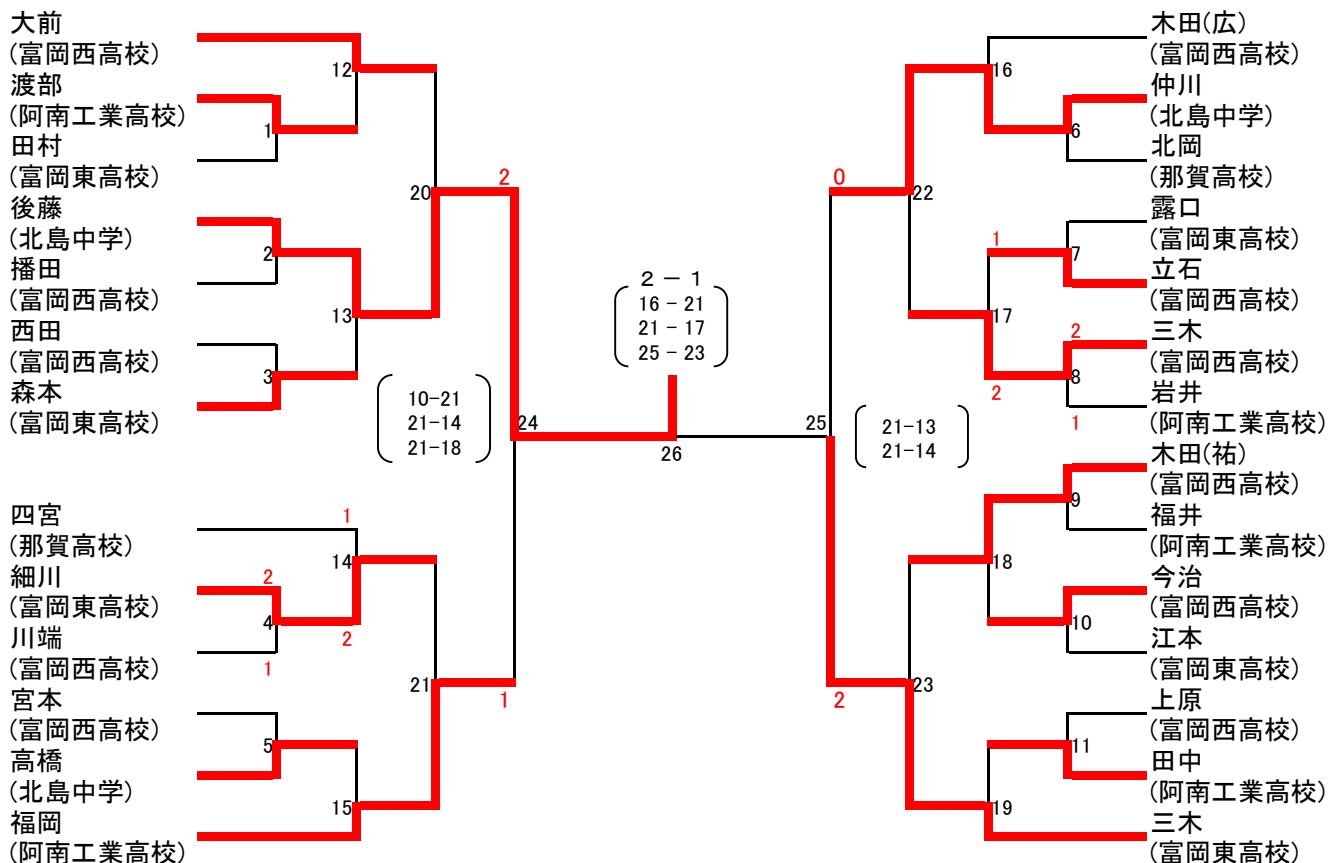 大前
(富岡西高校)
渡部
(阿南工業高校)
田村
(富岡東高校)
後藤
(北島中学)
播田
(富岡西高校)
西田
(富岡西高校)
森本
(富岡東高校)
四宮
(那賀高校)
細川
(富岡東高校)
川端
(富岡西高校)
宮本
(富岡西高校)
高橋
(北島中学)
福岡
(阿南工業高校)
1
2
3
2
4
1
5
12
13
1
14
2
15
20
21
2
10-21
21-14
21-18
24
1
2 － 1
16 - 21
21 - 17
25 - 23
26
0
25
21-13
21-14
2
22
23
16
1
17
2
18
19
6
7
2
8
1
9
10
11
木田(広)
(富岡西高校)
仲川
(北島中学)
北岡
(那賀高校)
露口
(富岡東高校)
立石
(富岡西高校)
三木
(富岡西高校)
岩井
(阿南工業高校)
木田(祐)
(富岡西高校)
福井
(阿南工業高校)
今治
(富岡西高校)
江本
(富岡東高校)
上原
(富岡西高校)
田中
(阿南工業高校)
三木
(富岡東高校)